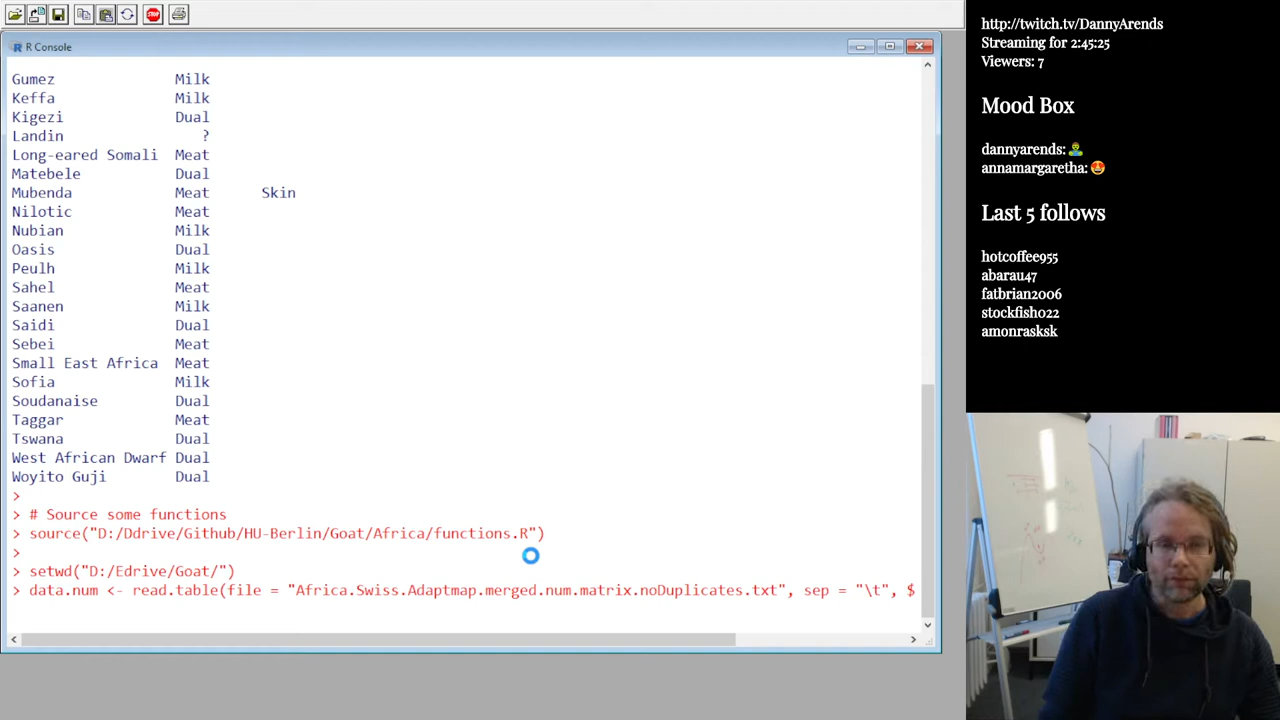 STOP
R Console
Gumez Milk
Keffa Milk
Kigezi Dual
Landin ?
Long-eared Somali Meat
Matebele Dual
Mubenda Meat Skin
Nilotic Meat
Nubian Milk
Oasis Dual
Peulh Milk
Sahel Meat
Saanen Milk
Saidi Dual
Sebei Meat
Small East Africa Meat
Sofia Milk
Soudanaise Dual
Taggar Meat
Tswana Dual
West African Dwarf Dual
Woyito Guji Dual
>
> # Source some functions
> source("D:/Ddrive/Github/HU-Berlin/Goat/Africa/functions.R")
>
> setwd("D:/Edrive/Goat/")
> data.num <- read.table(file = "Africa.Swiss.Adaptmap.merged.num.matrix.noDuplicates.txt", sep = "\t", $
http://twitch.tv/DannyArends
Streaming for 2:45:25
Viewers: 7
Mood Box
dannyarends: 🧟‍♂️
annamargaretha: 😍
Last 5 follows
hotcoffee955
abarau47
fatbrian2006
stockfish022
amonrasksk